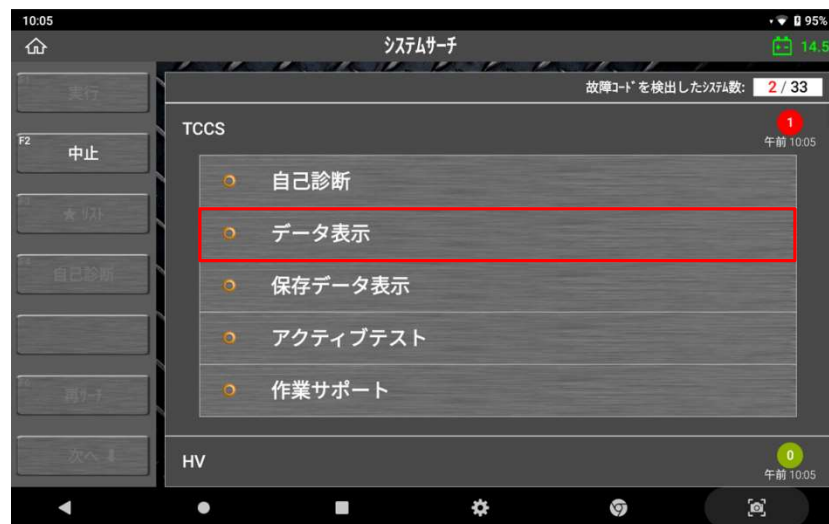 10:05
95%
システムサーチ
14.5
F1
実行
故障コードを検出したシステム数: 2 / 33
TCCS
1
午前 10:05
F2
中止
自己診断
★リスト
データ表示
自己診断
保存データ表示
アクティブテスト
再サーチ
作業サポート
次へ
HV
0
午前 10:05